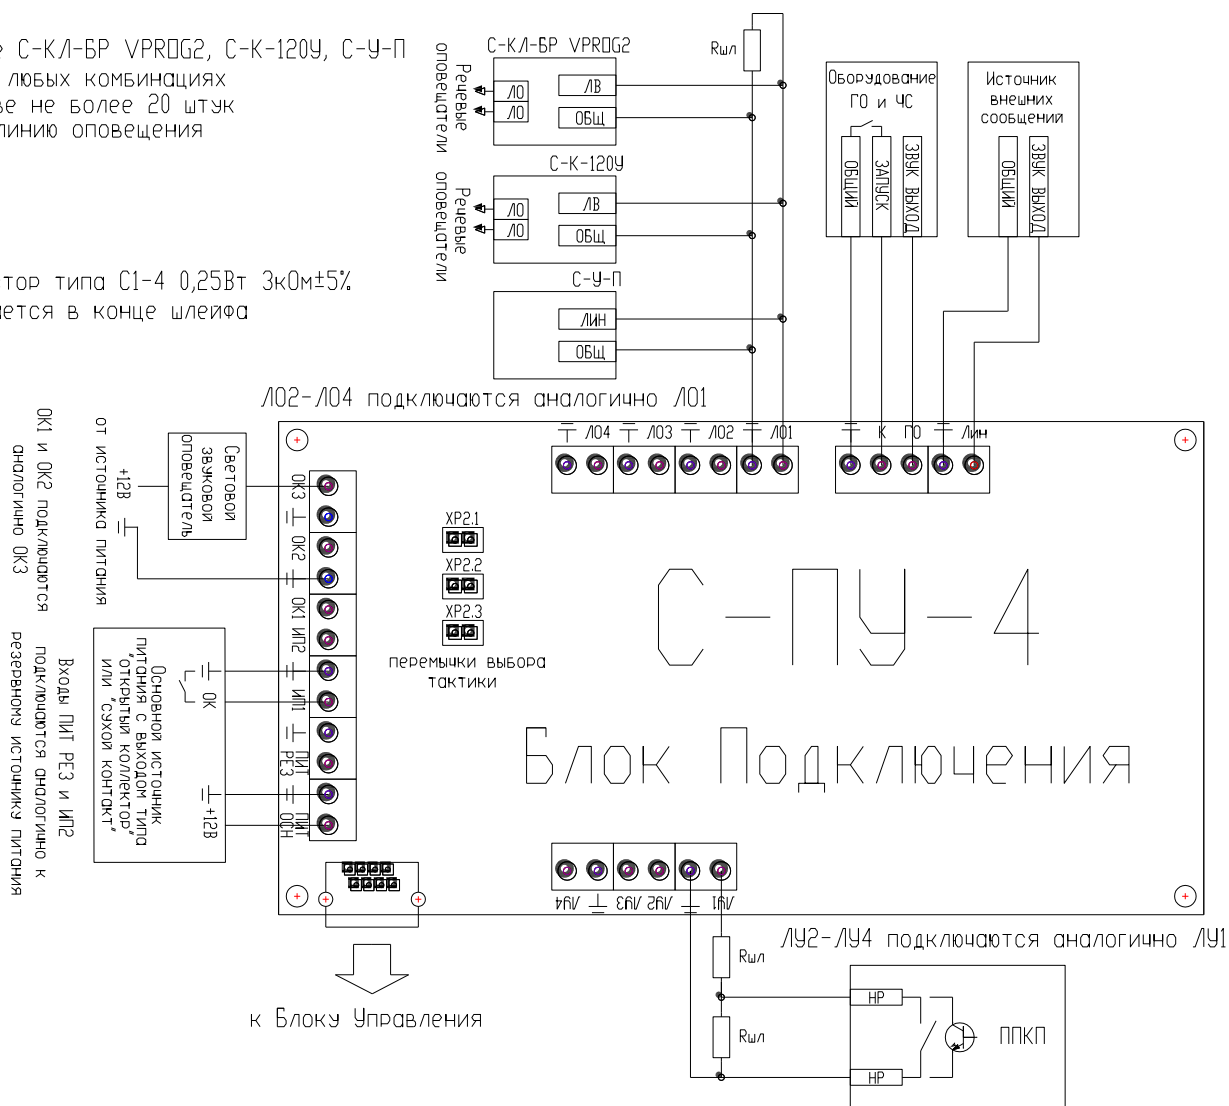 С-КЛ-БР VPROG2, С-К-120У, С-У-П
любых комбинациях
не более 20 штук
линию оповещения
типа С1-4 0,25Вт 3кОм±5%
в конце шлейфа
С-КЛ-БР VPROG2
Речевые
оповещатели
ЛО
ЛО
ЛВ
ОБЩ
Rшл
С-К-120У
Речевые
оповещатели
ЛО
ЛО
ЛВ
ОБЩ
С-У-П
ЛИН
ОБЩ
Оборудование
ГО и ЧС
ОБЩИЙ
ЗАПУСК
ЗВУК ВЫХОД
Источник
внешних
сообщений
ОБЩИЙ
ЗВУК ВЫХОД
ЛО2-ЛО4 подключаются аналогично ЛО1
ЛО4
ЛО3
ЛО2
ЛО1
К
ГО
Лин
ОК1 и ОК2 подключаются
аналогично ОК3
от источника питания
+12В
Световой
звуковой
оповещатель
ОК3
ОК2
ОК1
ИП2
ИП1
ПИТ
РЕЗ
ПИТ
ОСН
XP2.1
XP2.2
XP2.3
перемычки выбора
тактики
С-ПУ-4
Блок Подключения
Входы ПИТ РЕЗ и ИП2
подключаются аналогично к
резервному источнику питания
Основной источник
питания с выходом типа
"открытый коллектор"
или "сухой контакт"
ОК
+12В
ЛУ4
ЛУ3
ЛУ2
ЛУ1
к Блоку Управления
ЛУ2-ЛУ4 подключаются аналогично ЛУ1
Rшл
Rшл
НР
НР
ППКП